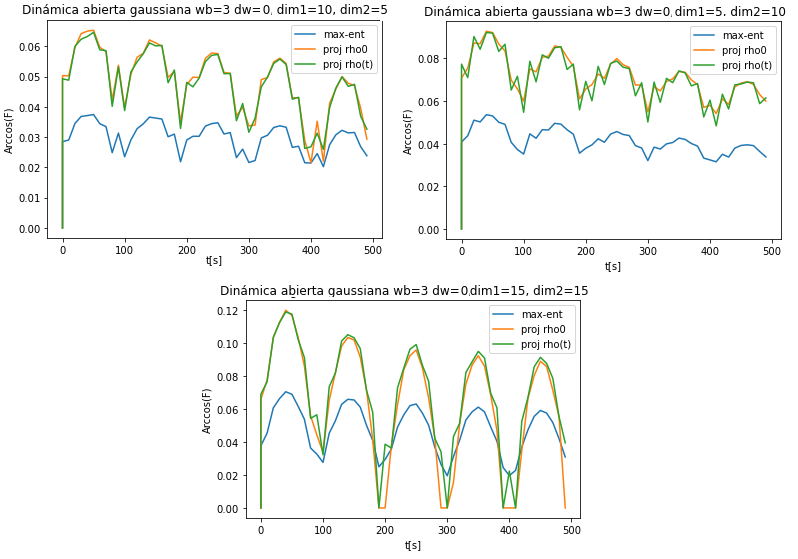 Dinámica abierta gaussiana wb=3 dw=0, dim1=10, dim2=5
max-ent
proj rho0
proj rho(t)
Arccos(F)
0.06
0.05
0.04
0.03
0.02
0.01
0.00
0 100 200 300 400 500
t[s]
Dinámica abierta gaussiana wb=3 dw=0, dim1=5, dim2=10
max-ent
proj rho0
proj rho(t)
Arccos(F)
0.08
0.06
0.04
0.02
0.00
0 100 200 300 400 500
t[s]
Dinámica abierta gaussiana wb=3 dw=0,dim1=15, dim2=15
max-ent
proj rho0
proj rho(t)
Arccos(F)
0.12
0.10
0.08
0.06
0.04
0.02
0.00
0 100 200 300 400 500
t[s]